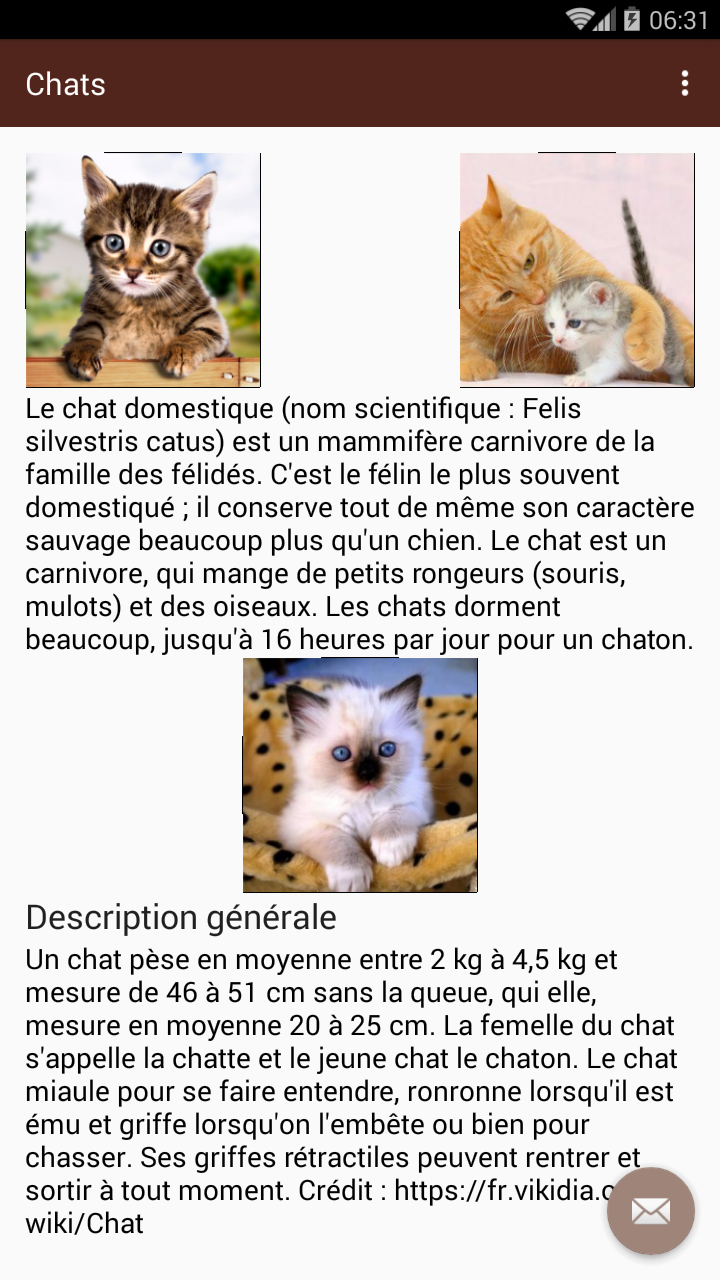 06:31
Chats
Le chat domestique (nom scientifique : Felis
silvestris catus) est un mammifère carnivore de la
famille des félidés. C'est le félin le plus souvent
domestiqué ; il conserve tout de même son caractère
sauvage beaucoup plus qu'un chien. Le chat est un
carnivore, qui mange de petits rongeurs (souris,
mulots) et des oiseaux. Les chats dorment
beaucoup, jusqu'à 16 heures par jour pour un chaton.
Description générale
Un chat pèse en moyenne entre 2 kg à 4,5 kg et
mesure de 46 à 51 cm sans la queue, qui elle,
mesure en moyenne 20 à 25 cm. La femelle du chat
s'appelle la chatte et le jeune chat le chaton. Le chat
miaule pour se faire entendre, ronronne lorsqu'il est
ému et griffe lorsqu'on l'embête ou bien pour
chasser. Ses griffes rétractiles peuvent rentrer et
sortir à tout moment. Crédit : https://fr.vikidia.
wiki/Chat